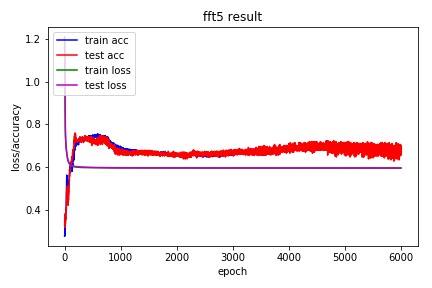 fft5 result
train acc
test acc
train loss
test loss
loss/accuracy
1.2
1.0
0.8
0.6
0.4
0
1000
2000
3000
4000
5000
6000
epoch